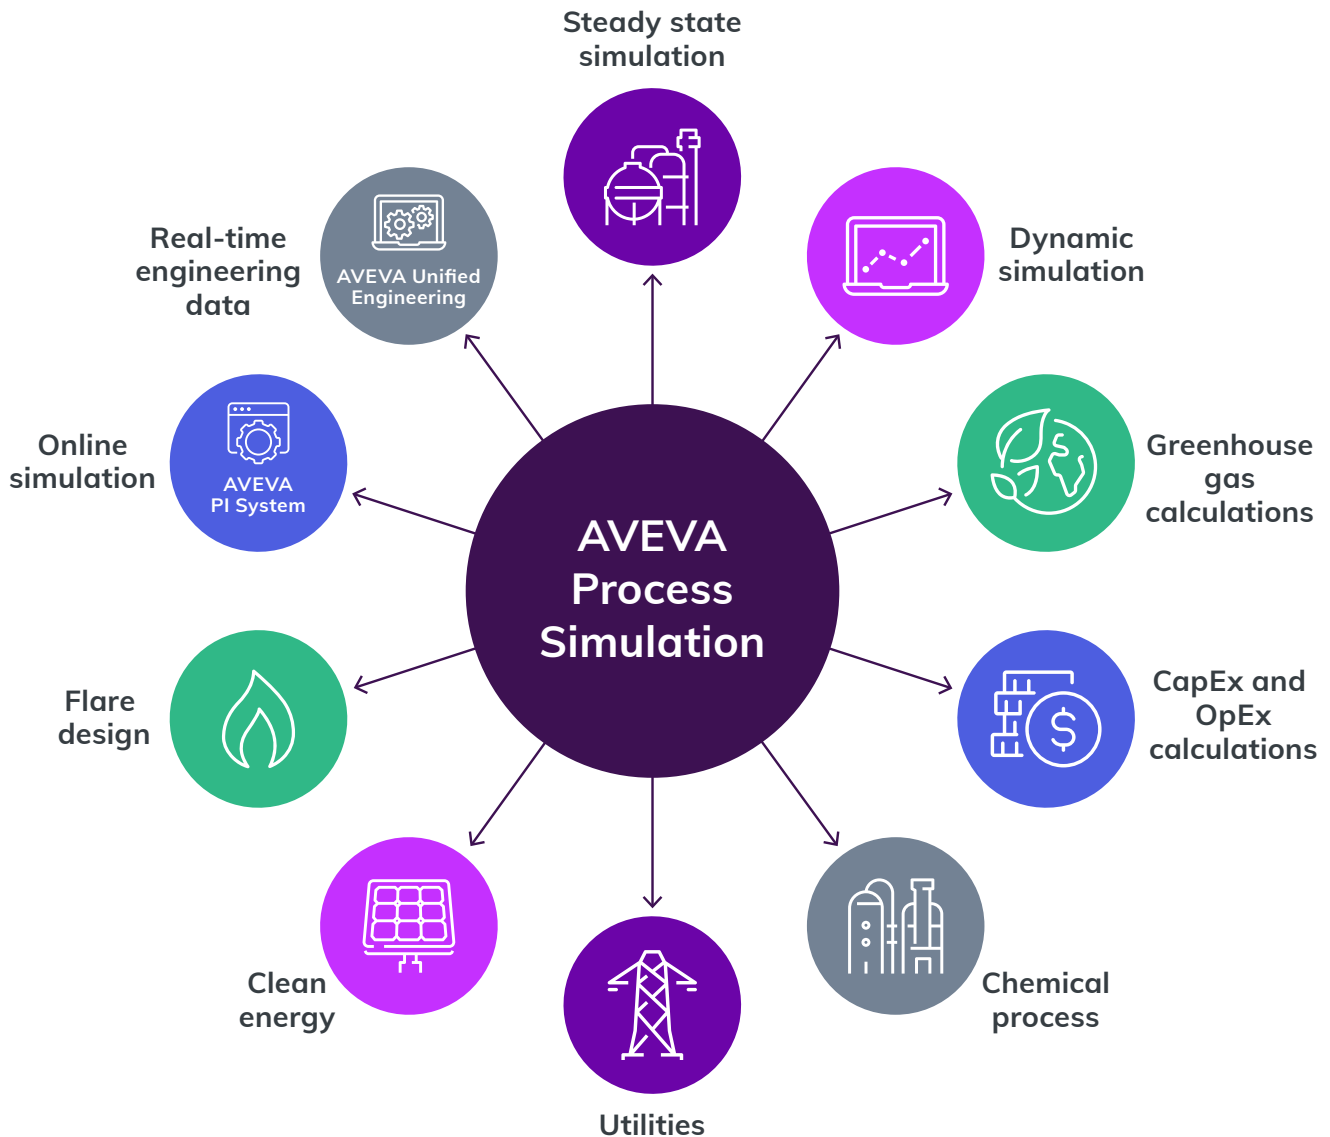 Steady state
simulation
Dynamic
simulation
Greenhouse
gas
calculations
CapEx and
OpEx
calculations
Chemical
process
Utilities
Clean
energy
Flare
design
Online
simulation
AVEVA
PI System
Real-time
engineering
data
AVEVA Unified
Engineering
AVEVA
Process
Simulation
$